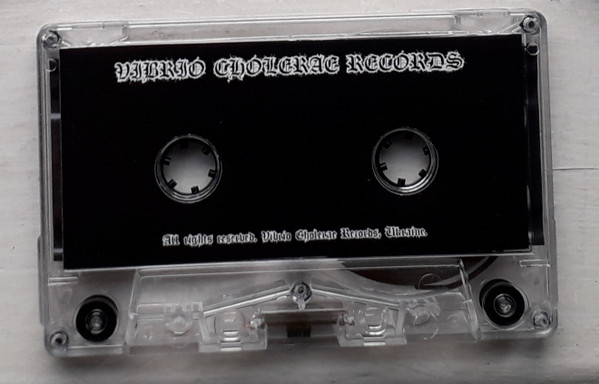 VIBRIO CHOLERAE RECORDS
All rights reserved. Vibrio Cholerae Records, Ukraine.